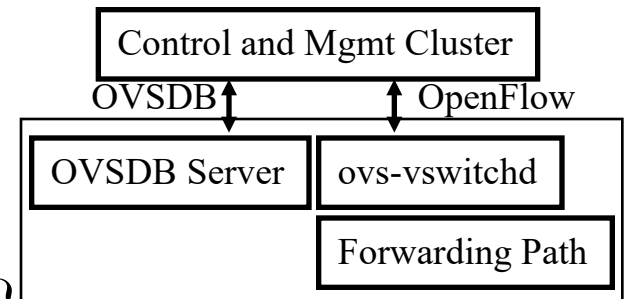 Control and Mgmt Cluster
OVSDB OpenFlow
OVSDB Server ovs-vswitchd
Forwarding Path